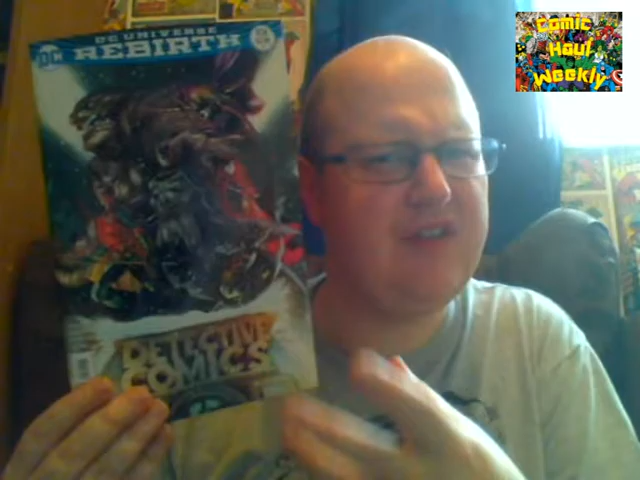 DC UNIVERSE
REBIRTH
DC
DETECTIVE
COMICS
Comic
Haul
Weekly